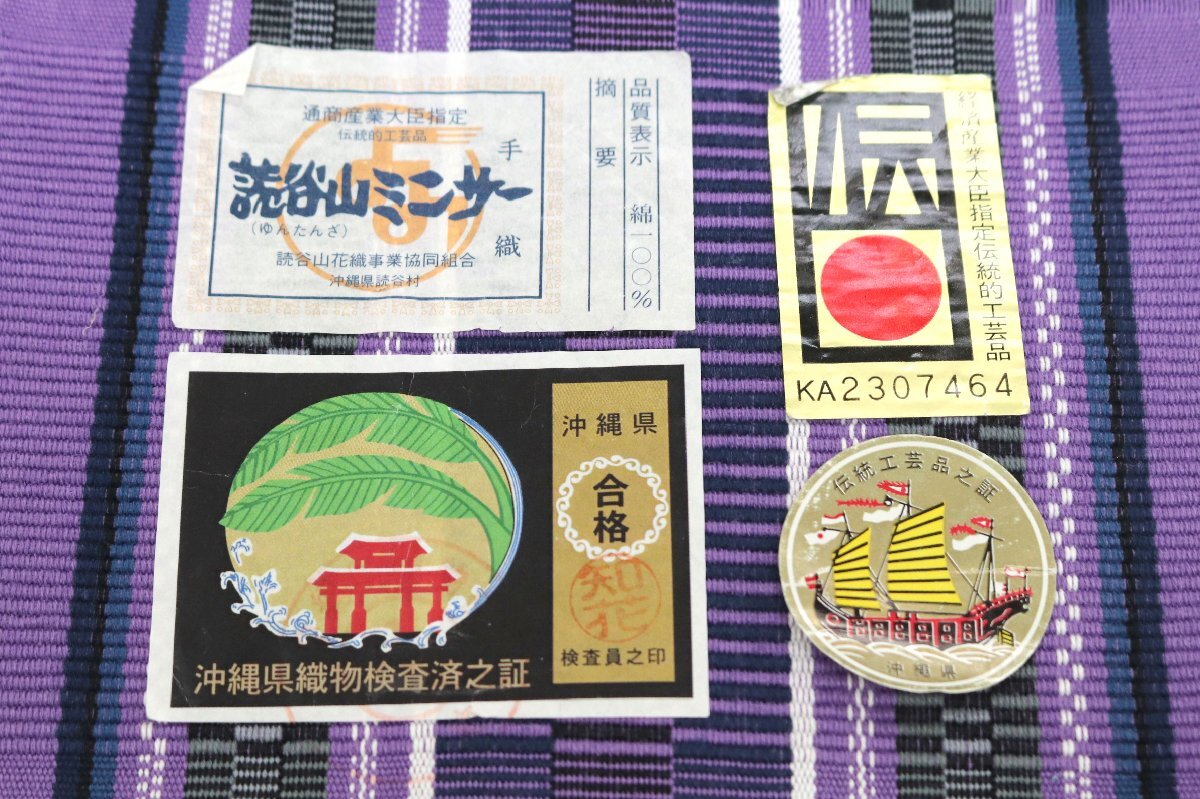 通商産業大臣指定
伝統的工芸品
読谷山ミンサー
(ゆんたんざ)
手織
読谷山花織事業協同組合
沖縄県読谷村
品質表示 綿一〇〇%
摘要
伝
経済産業大臣指定伝統的工芸品
KA2307464
沖縄県
合格
知花
検査員之印
沖縄県織物検査済之証
伝統工芸品之証
沖縄県